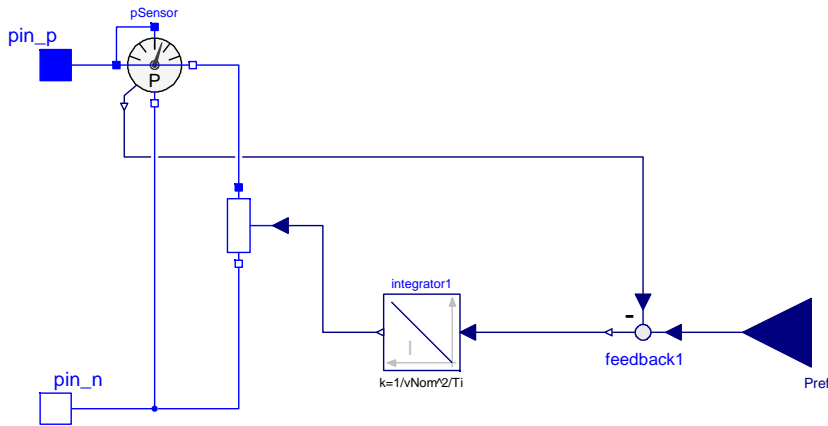 pSensor
pin_p
P
integrator1
I
k=1/vNom^2/Ti
-
feedback1
Pref
pin_n